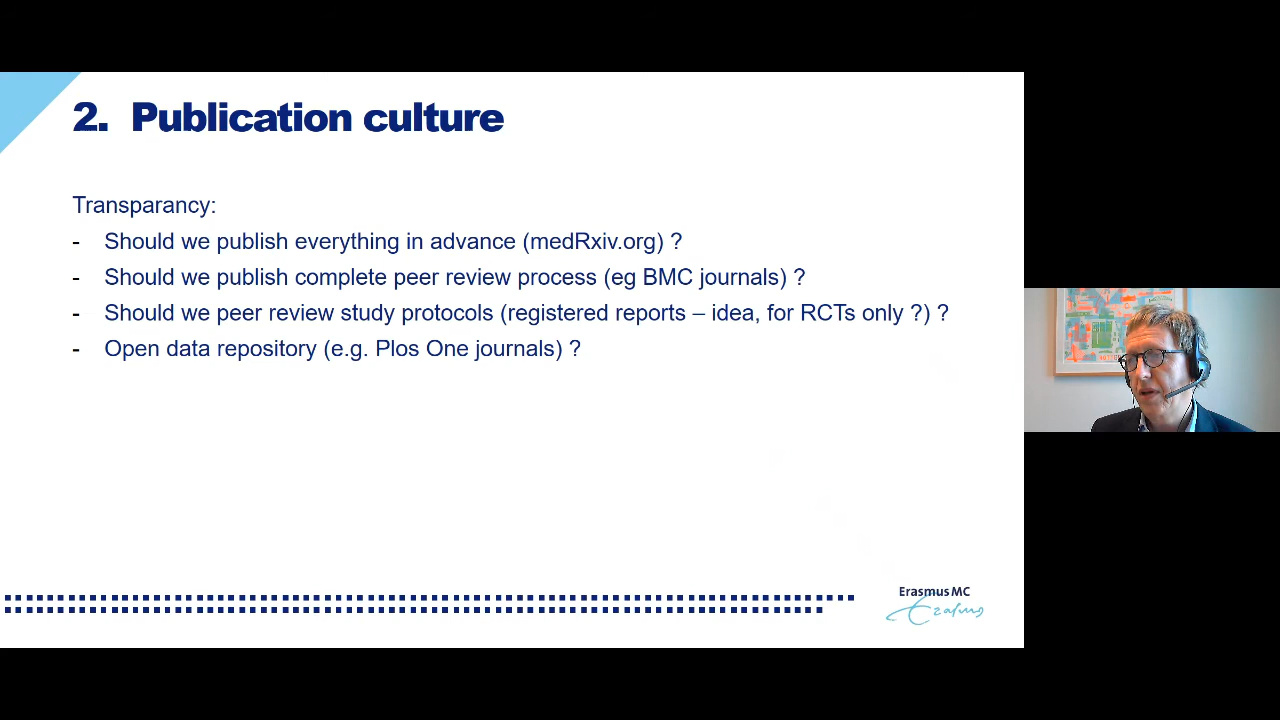 2. Publication culture
Transparancy:
- Should we publish everything in advance (medRxiv.org) ?
- Should we publish complete peer review process (eg BMC journals) ?
- Should we peer review study protocols (registered reports – idea, for RCTs only ?) ?
- Open data repository (e.g. Plos One journals) ?
Erasmus MC
Erasmus